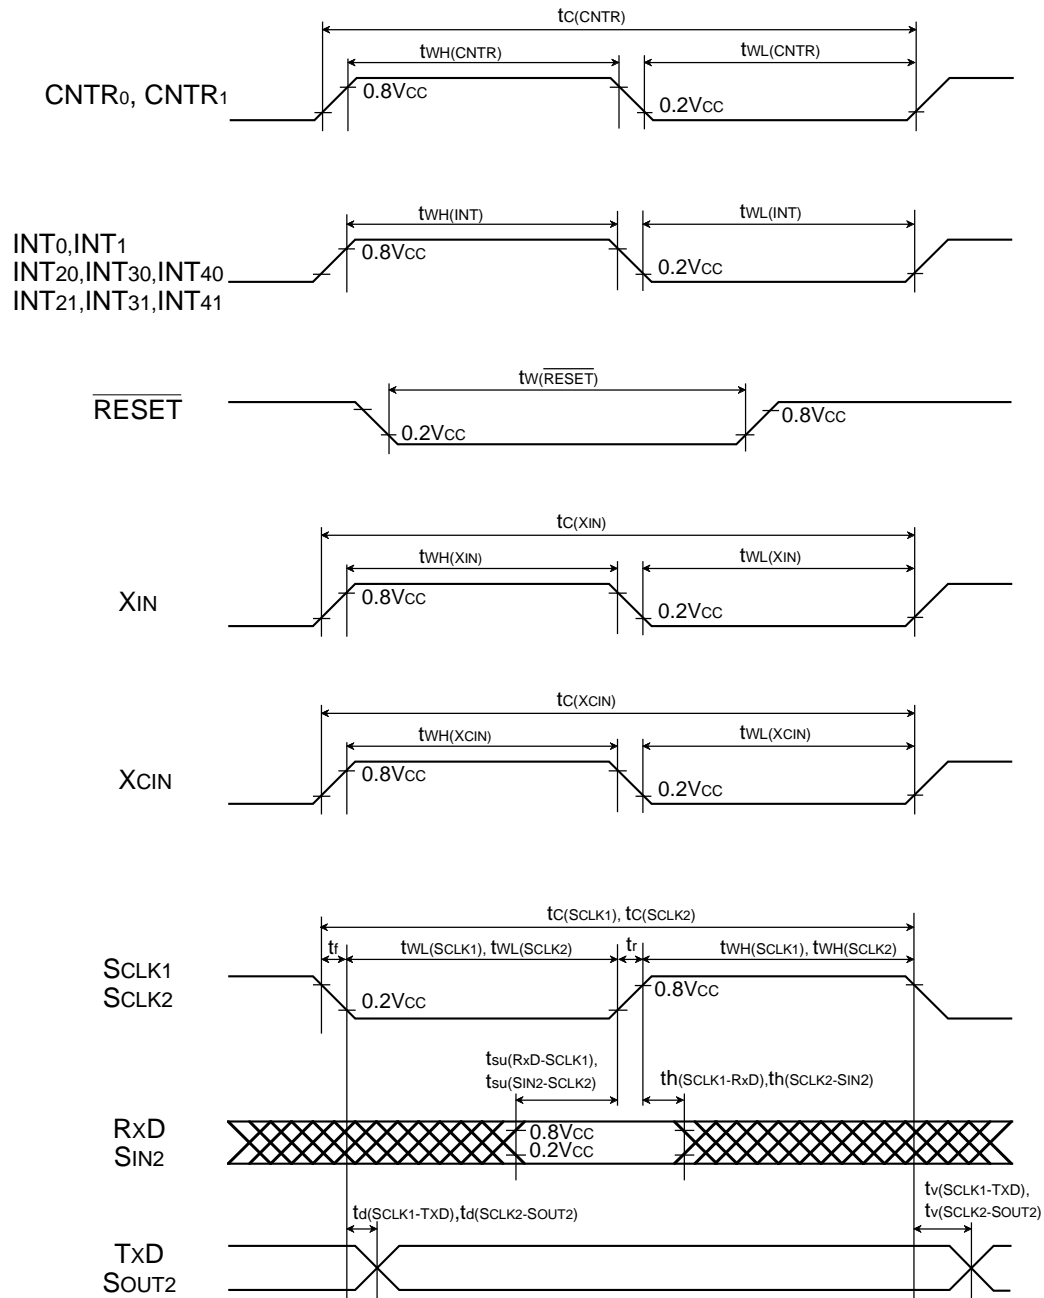 tC(CNTR)
tWH(CNTR) tWL(CNTR)
CNTR0, CNTR1
0.8VCC 0.2VCC
tWH(INT) tWL(INT)
INT0,INT1
INT20,INT30,INT40
INT21,INT31,INT41
0.8VCC 0.2VCC
tW(RESET)
RESET
0.2VCC 0.8VCC
tC(XIN)
tWH(XIN) tWL(XIN)
XIN
0.8VCC 0.2VCC
tC(XCIN)
tWH(XCIN) tWL(XCIN)
XCIN
0.8VCC 0.2VCC
tC(SCLK1), tC(SCLK2)
tf tWL(SCLK1), tWL(SCLK2) tr tWH(SCLK1), tWH(SCLK2)
SCLK1
SCLK2
0.2VCC 0.8VCC
tsu(RxD-SCLK1),
tsu(SIN2-SCLK2)
th(SCLK1-RxD),th(SCLK2-SIN2)
RXD
SIN2
0.8VCC
0.2VCC
td(SCLK1-TXD),td(SCLK2-SOUT2)
tv(SCLK1-TXD),
tv(SCLK2-SOUT2)
TXD
SOUT2